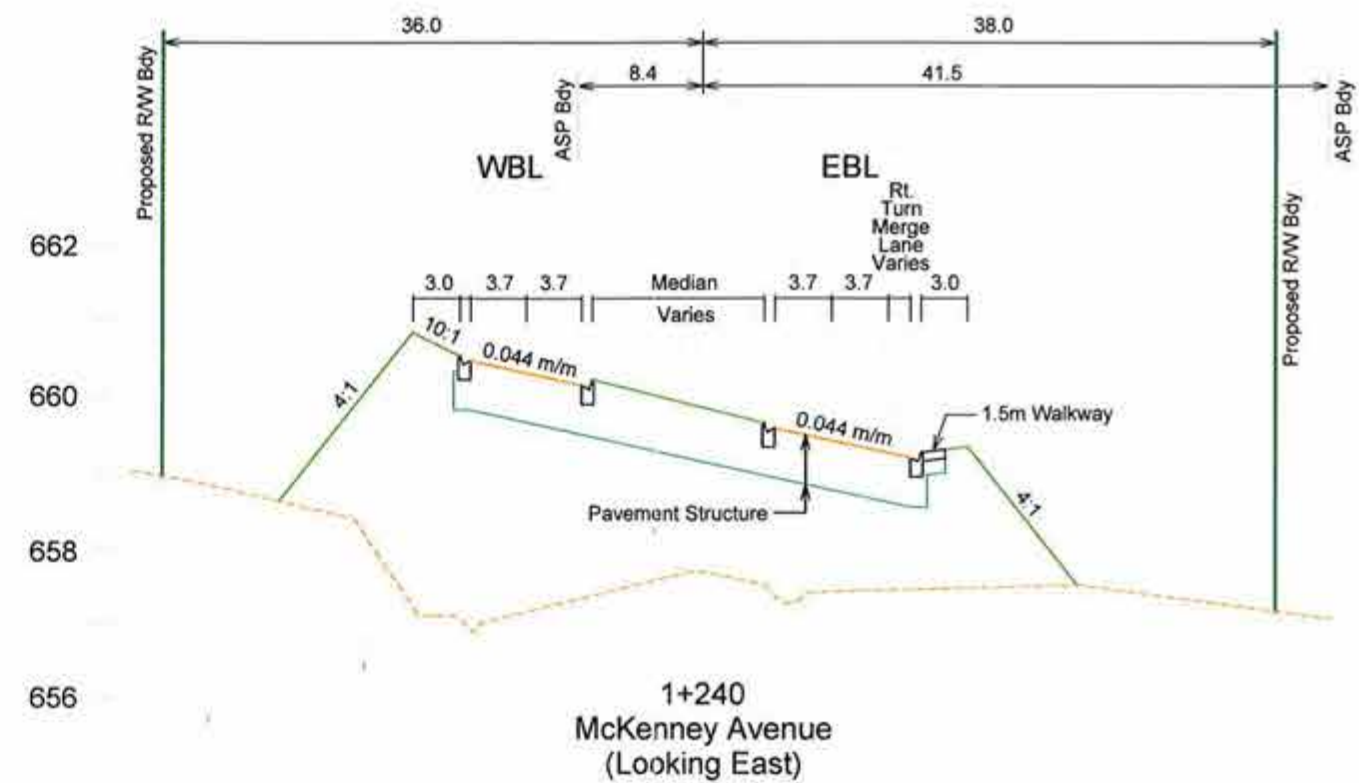 36.0
38.0
8.4
41.5
Proposed R/W Bdy
ASP Bdy
ASP Bdy
Proposed R/W Bdy
WBL
EBL
Rt.
Turn
Merge
Lane
Varies
662
3.0
3.7
3.7
Median
Varies
3.7
3.7
3.0
10:1
0.044 m/m
4:1
660
0.044 m/m
1.5m Walkway
4:1
Pavement Structure
658
656
1+240
McKenney Avenue
(Looking East)